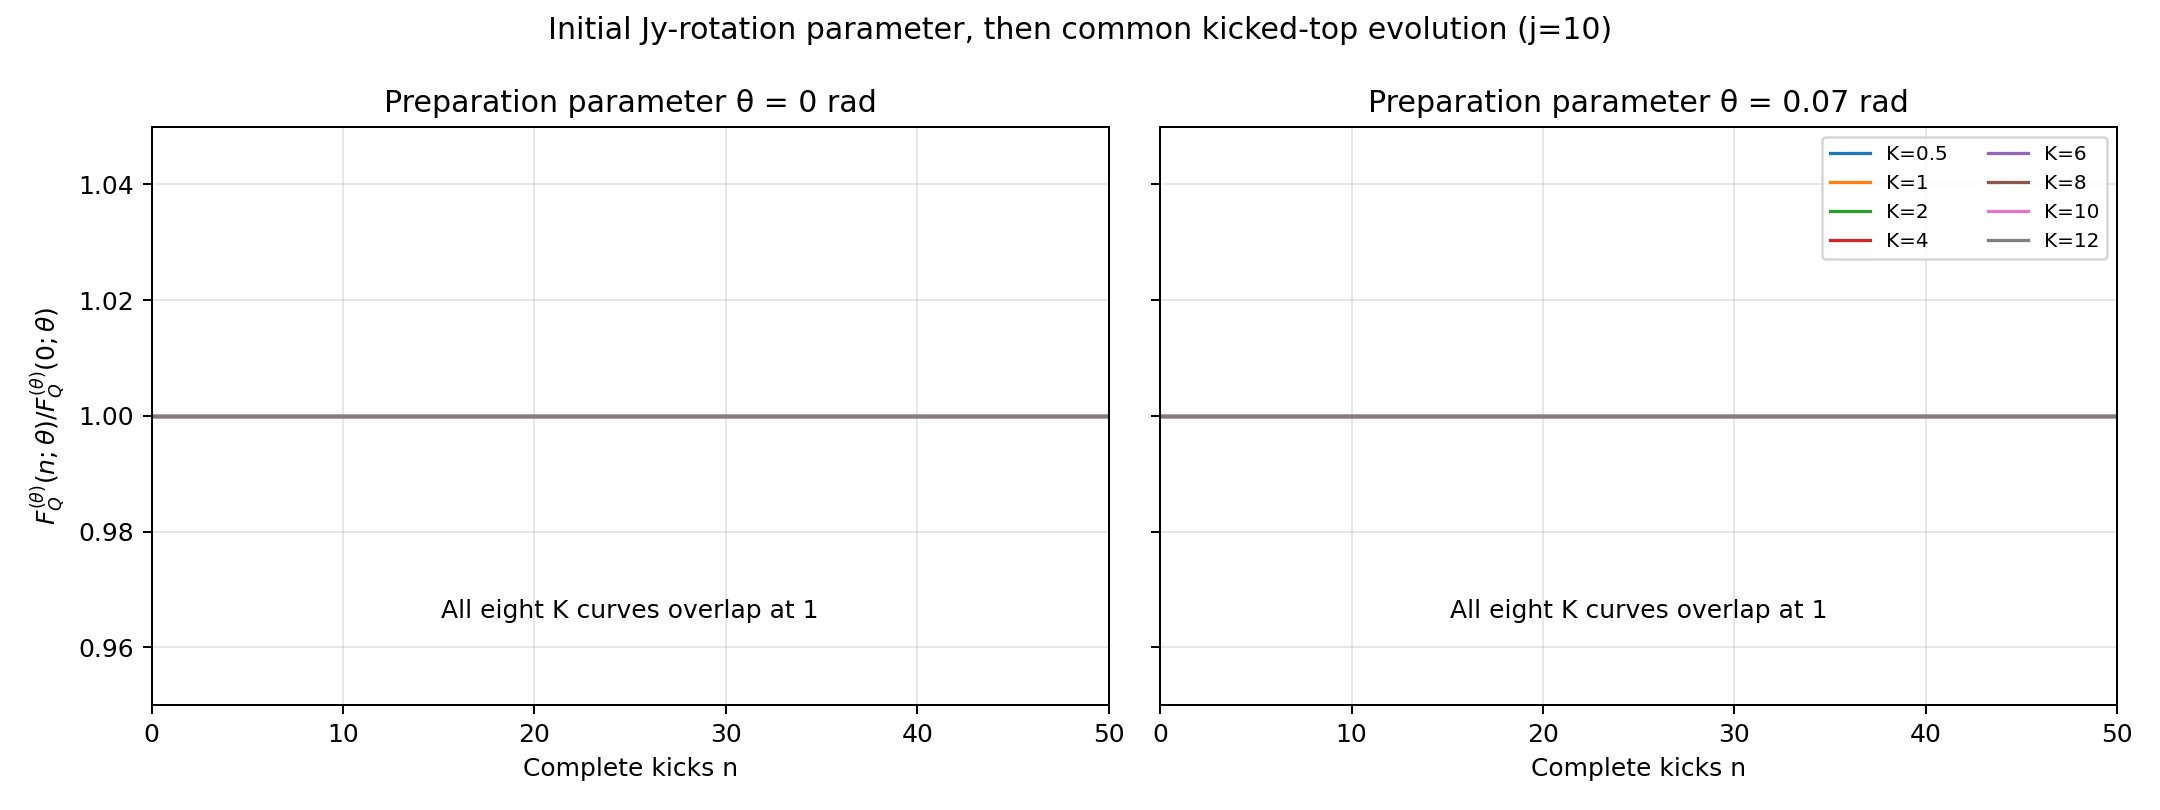 Initial Jy-rotation parameter, then common kicked-top evolution (j=10)
Preparation parameter θ = 0 rad
F_Q^{(θ)}(n; θ)/F_Q^{(θ)}(0; θ)
1.04
1.02
1.00
0.98
0.96
All eight K curves overlap at 1
0 10 20 30 40 50
Complete kicks n
Preparation parameter θ = 0.07 rad
K=0.5 K=6
K=1 K=8
K=2 K=10
K=4 K=12
All eight K curves overlap at 1
0 10 20 30 40 50
Complete kicks n